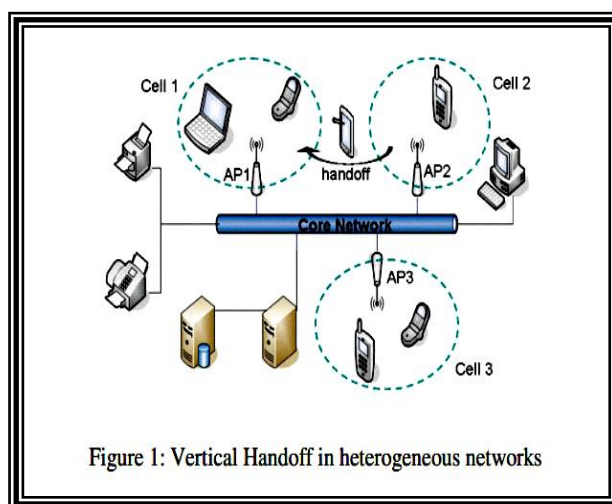 Cell 1
Cell 2
AP1
handoff
AP2
Core Network
AP3
Cell 3
Figure 1: Vertical Handoff in heterogeneous networks